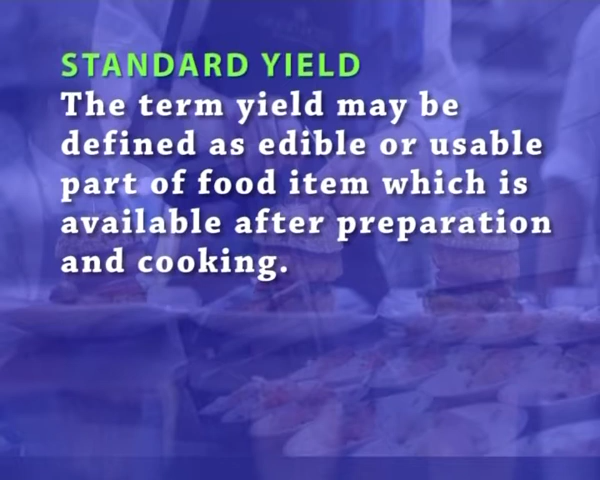 STANDARD YIELD
The term yield may be
defined as edible or usable
part of food item which is
available after preparation
and cooking.